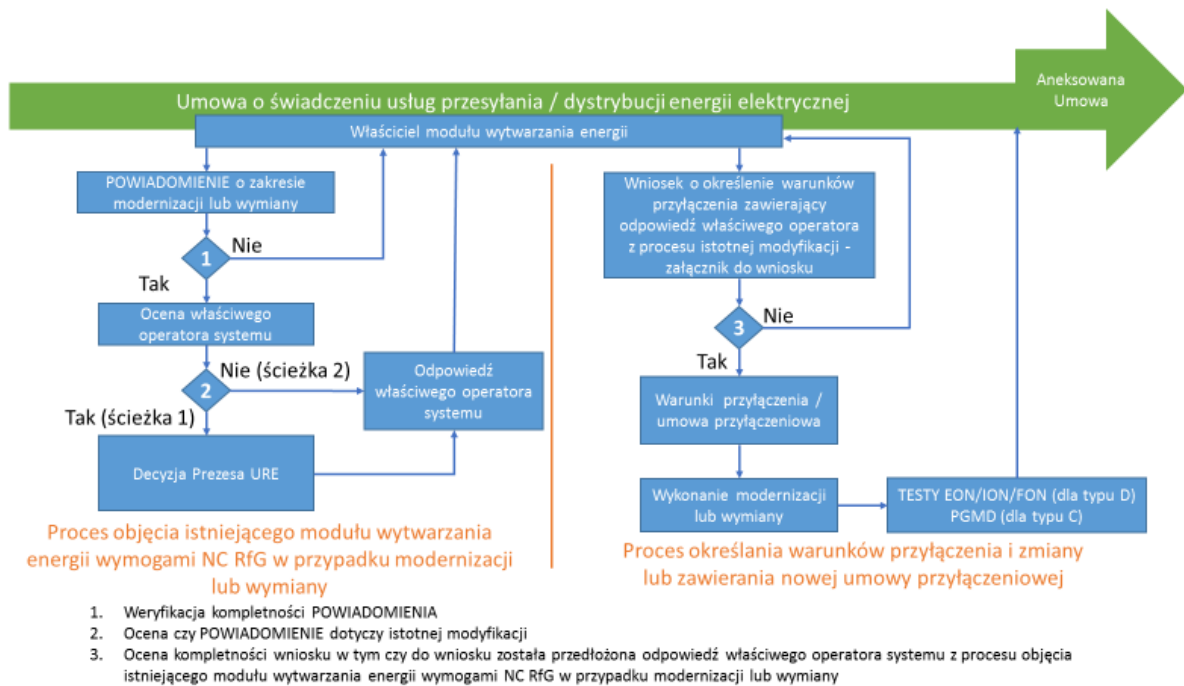 Aneksowana
Umowa
Umowa o świadczeniu usług przesyłania / dystrybucji energii elektrycznej
Właściciel modułu wytwarzania energii
POWIADOMIENIE o zakresie
modernizacji lub wymiany
1
Nie
Tak
Ocena właściwego
operatora systemu
2
Nie (ścieżka 2)
Tak (ścieżka 1)
Decyzja Prezesa URE
Odpowiedź
właściwego operatora
systemu
Proces objęcia istniejącego modułu wytwarzania
energii wymogami NC RfG w przypadku modernizacji
lub wymiany
Wniosek o określenie warunków
przyłączenia zawierający
odpowiedź właściwego operatora
z procesu istotnej modyfikacji -
załącznik do wniosku
3
Nie
Tak
Warunki przyłączenia /
umowa przyłączeniowa
Wykonanie modernizacji
lub wymiany
TESTY EON/ION/FON (dla typu D)
PGMD (dla typu C)
Proces określania warunków przyłączenia i zmiany
lub zawierania nowej umowy przyłączeniowej
1. Weryfikacja kompletności POWIADOMIENIA
2. Ocena czy POWIADOMIENIE dotyczy istotnej modyfikacji
3. Ocena kompletności wniosku w tym czy do wniosku została przedłożona odpowiedź właściwego operatora systemu z procesu objęcia
istniejącego modułu wytwarzania energii wymogami NC RfG w przypadku modernizacji lub wymiany